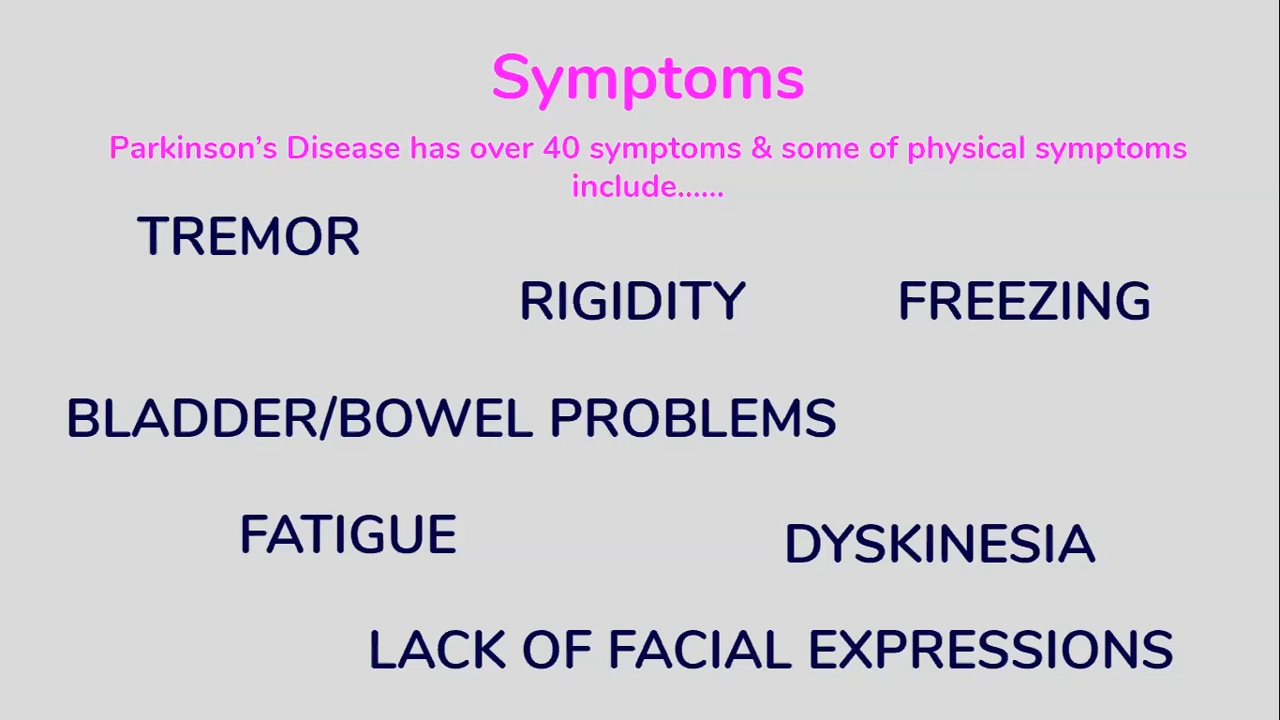 Symptoms
Parkinson’s Disease has over 40 symptoms & some of physical symptoms
include......
TREMOR
RIGIDITY
FREEZING
BLADDER/BOWEL PROBLEMS
FATIGUE
DYSKINESIA
LACK OF FACIAL EXPRESSIONS